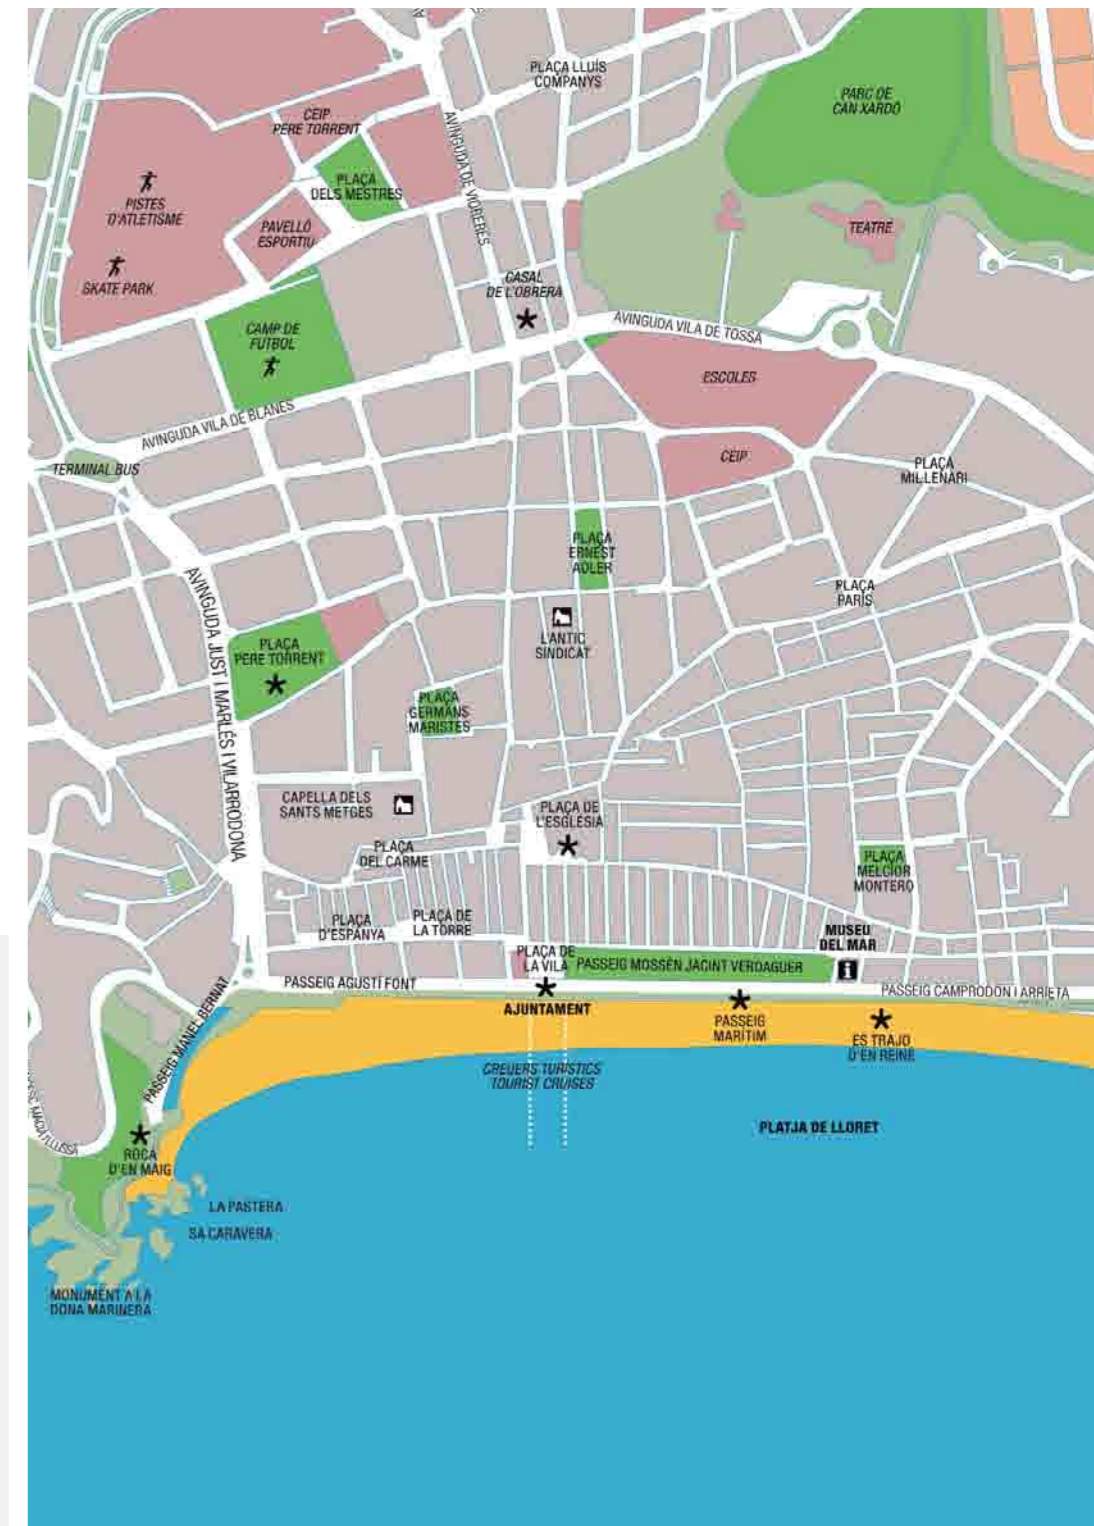 PLAÇA LLUÍS
COMPANYS
PARC DE
CAN XARDÓ
CEIP
PERE TORRENT
AVINGUDA DE VIDRERES
PLAÇA
DELS MESTRES
PISTES
D'ATLETISME
PAVELLÓ
ESPORTIU
TEATRE
SKATE PARK
CASAL
DE L'OBRERA
CAMP DE
FUTBOL
AVINGUDA VILA DE TOSSA
ESCOLES
AVINGUDA VILA DE BLANES
TERMINAL BUS
CEIP
PLAÇA
MIL·LENARI
PLAÇA
ERNEST
ADLER
AVINGUDA JUST I MARLÉS I VILARRODONA
PLAÇA
PARÍS
L'ANTIC
SINDICAT
PLAÇA
PERE TORRENT
PLAÇA
GERMANS
MARISTES
CAPELLA DELS
SANTS METGES
PLAÇA DE
L'ESGLÉSIA
PLAÇA
DEL CARME
PLAÇA
MELCIOR
MONTERO
PLAÇA
D'ESPANYA
PLAÇA DE
LA TORRE
MUSEU
DEL MAR
PLAÇA DE
LA VILA
PASSEIG MOSSÈN JACINT VERDAGUER
PASSEIG AGUSTÍ FONT
PASSEIG CAMPRODON I ARRIETA
AJUNTAMENT
PASSEIG
MARÍTIM
ES TRAJO
D'EN REINÉ
PASSEIG MANEL BERNAT
CREUERS TURÍSTICS
TOURIST CRUISES
PLATJA DE LLORET
ROCA
D'EN MAIG
LA PASTERA
SA CARAVERA
MONUMENT A LA
DONA MARINERA